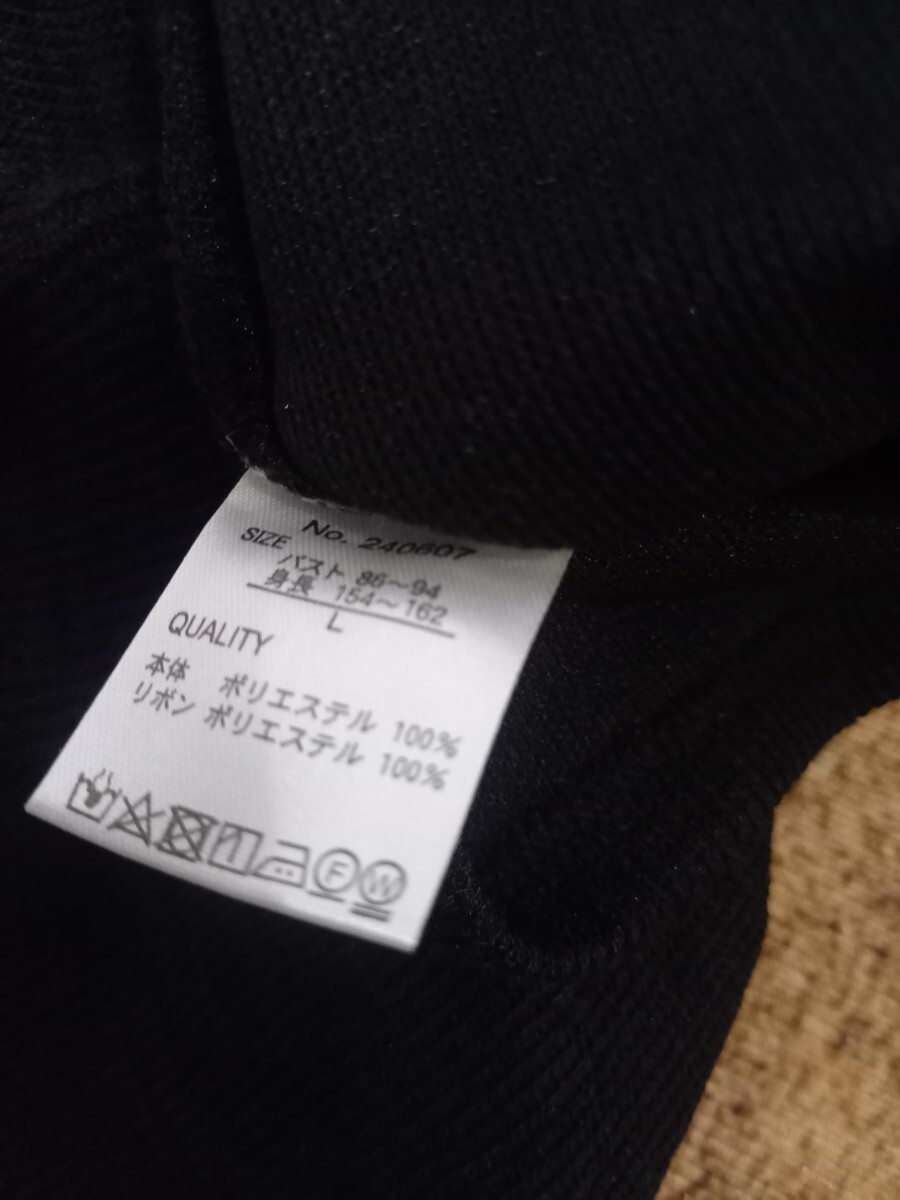 No. 240607
SIZE
バスト 86～94
身長 154～162
L
QUALITY
本体 ポリエステル 100%
リボン ポリエステル 100%
F
W